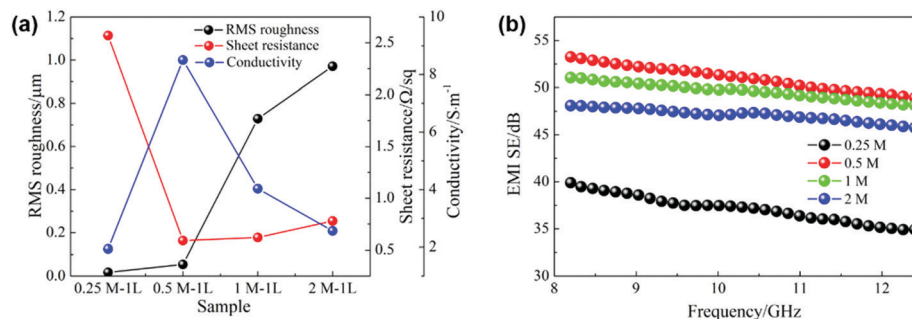 (a)
1.2
1.0
0.8
0.6
0.4
0.2
0.0
RMS roughness/μm
RMS roughness
Sheet resistance
Conductivity
2.5
2.0
1.5
1.0
0.5
Sheet resistance/Ω/sq
10
8
6
4
2
Conductivity/S.m⁻¹
0.25 M-1L 0.5 M-1L 1 M-1L 2 M-1L
Sample
(b)
55
50
45
40
35
30
EMI SE/dB
0.25 M
0.5 M
1 M
2 M
8 9 10 11 12
Frequency/GHz